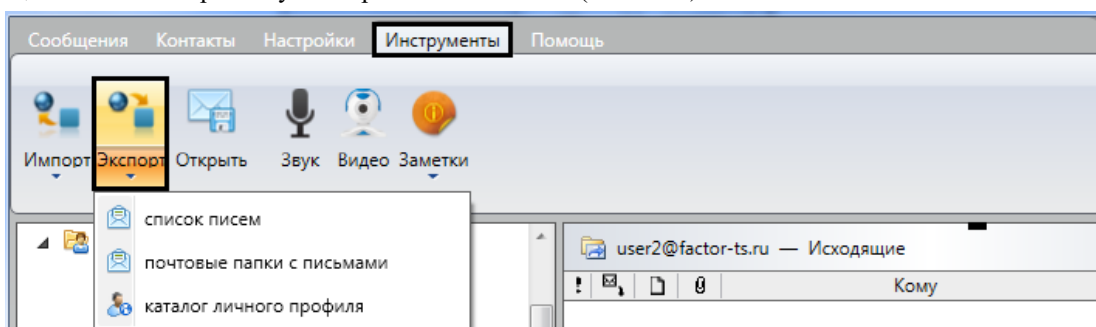 Сообщения Контакты Настройки Инструменты Помощь
Импорт Экспорт Открыть Звук Видео Заметки
список писем
почтовые папки с письмами
каталог личного профиля
user2@factor-ts.ru — Исходящие
Кому